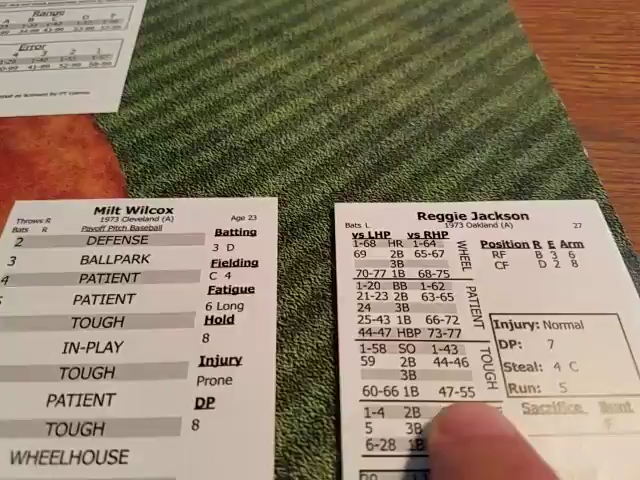 Range
Error
4 3 2 1
Milt Wilcox
Throws R 1973 Cleveland (A) Age 23
Bats R Payoff Pitch Baseball
2 DEFENSE
3 BALLPARK
4 PATIENT
PATIENT
TOUGH
IN-PLAY
TOUGH
PATIENT
TOUGH
WHEELHOUSE
Batting
3 D
Fielding
C 4
Fatigue
6 Long
Hold
8
Injury
Prone
DP
8
Reggie Jackson
Bats L 1973 Oakland (A) 27
vs LHP vs RHP
1-68 HR 1-64
69 2B 65-67
3B
70-77 1B 68-75
WHEEL
1-20 BB 1-62
21-23 2B 63-65
24 3B
25-43 1B 66-72
44-47 HBP 73-77
PATIENT
1-58 SO 1-43
59 2B 44-46
3B
60-66 1B 47-55
TOUGH
1-4 2B
5 3B
6-28 1B
Position R E Arm
RF B 3 6
CF D 2 8
Injury: Normal
DP: 7
Steal: 4 C
Run: 5
Sacrifice Bunt
F